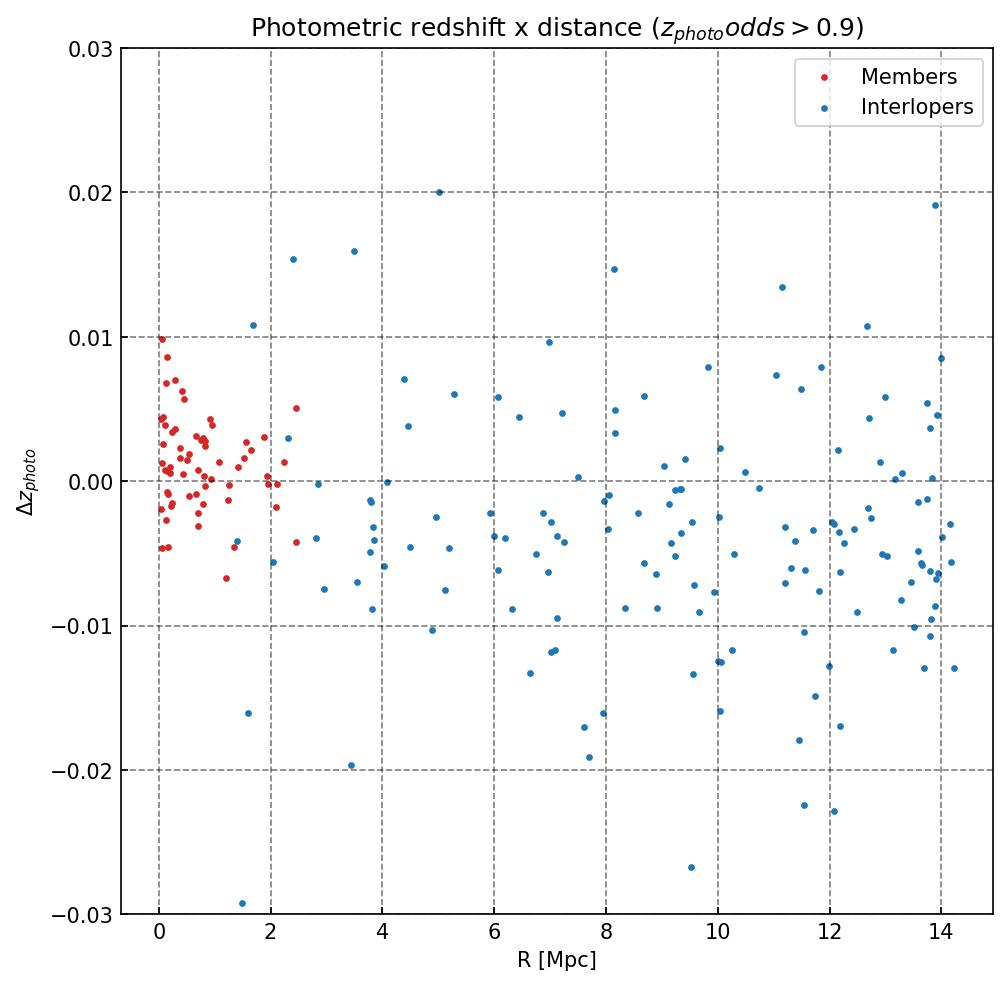 Photometric redshift x distance ($z_{photo}odds > 0.9$)
Members
Interlopers
0.03
0.02
0.01
0.00
−0.01
−0.02
−0.03
$\Delta z_{photo}$
0 2 4 6 8 10 12 14
R [Mpc]